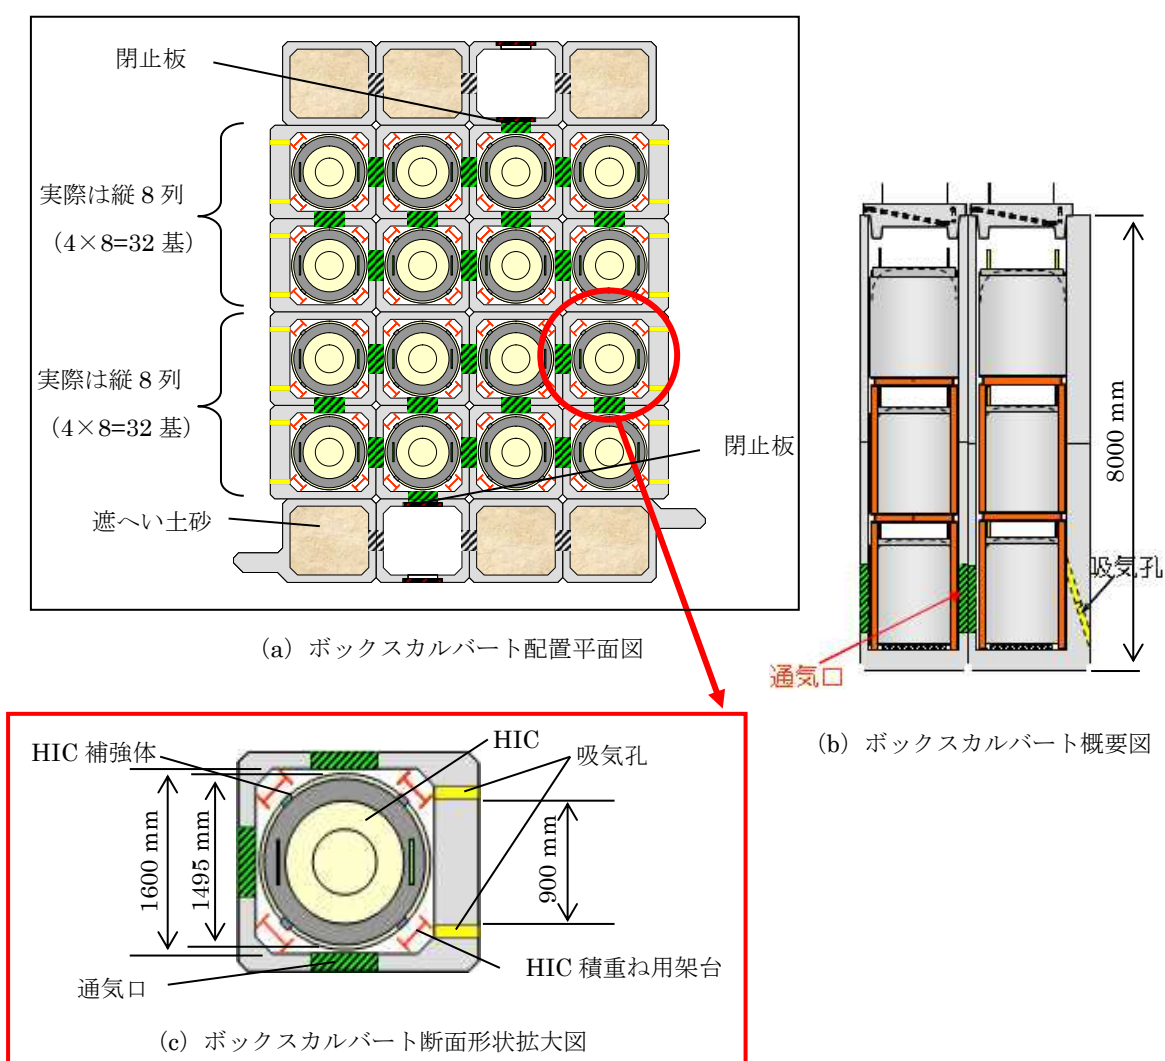 閉止板
実際は縦 8 列
（4×8=32 基）
実際は縦 8 列
（4×8=32 基）
閉止板
遮へい土砂
(a) ボックスカルバート配置平面図
8000 mm
吸気孔
通気口
(b) ボックスカルバート概要図
HIC 補強体
HIC
吸気孔
1600 mm
1495 mm
900 mm
HIC 積重ね用架台
通気口
(c) ボックスカルバート断面形状拡大図